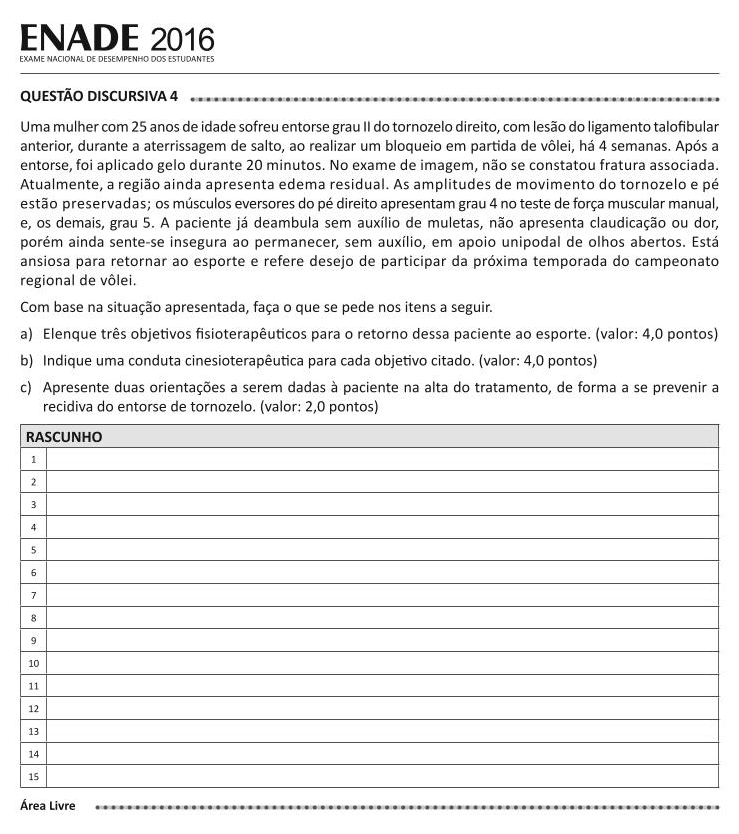 ENADE 2016
EXAME NACIONAL DE DESEMPENHO DOS ESTUDANTES
QUESTÃO DISCURSIVA 4
Uma mulher com 25 anos de idade sofreu entorse grau II do tornozelo direito, com lesão do ligamento talofibular
anterior, durante a aterrissagem de salto, ao realizar um bloqueio em partida de vôlei, há 4 semanas. Após a
entorse, foi aplicado gelo durante 20 minutos. No exame de imagem, não se constatou fratura associada.
Atualmente, a região ainda apresenta edema residual. As amplitudes de movimento do tornozelo e pé
estão preservadas; os músculos eversores do pé direito apresentam grau 4 no teste de força muscular manual,
e, os demais, grau 5. A paciente já deambula sem auxílio de muletas, não apresenta claudicação ou dor,
porém ainda sente-se insegura ao permanecer, sem auxílio, em apoio unipodal de olhos abertos. Está
ansiosa para retornar ao esporte e refere desejo de participar da próxima temporada do campeonato
regional de vôlei.
Com base na situação apresentada, faça o que se pede nos itens a seguir.
a) Elenque três objetivos fisioterapêuticos para o retorno dessa paciente ao esporte. (valor: 4,0 pontos)
b) Indique uma conduta cinesioterapêutica para cada objetivo citado. (valor: 4,0 pontos)
c) Apresente duas orientações a serem dadas à paciente na alta do tratamento, de forma a se prevenir a
recidiva do entorse de tornozelo. (valor: 2,0 pontos)
RASCUNHO
1
2
3
4
5
6
7
8
9
10
11
12
13
14
15
Área Livre